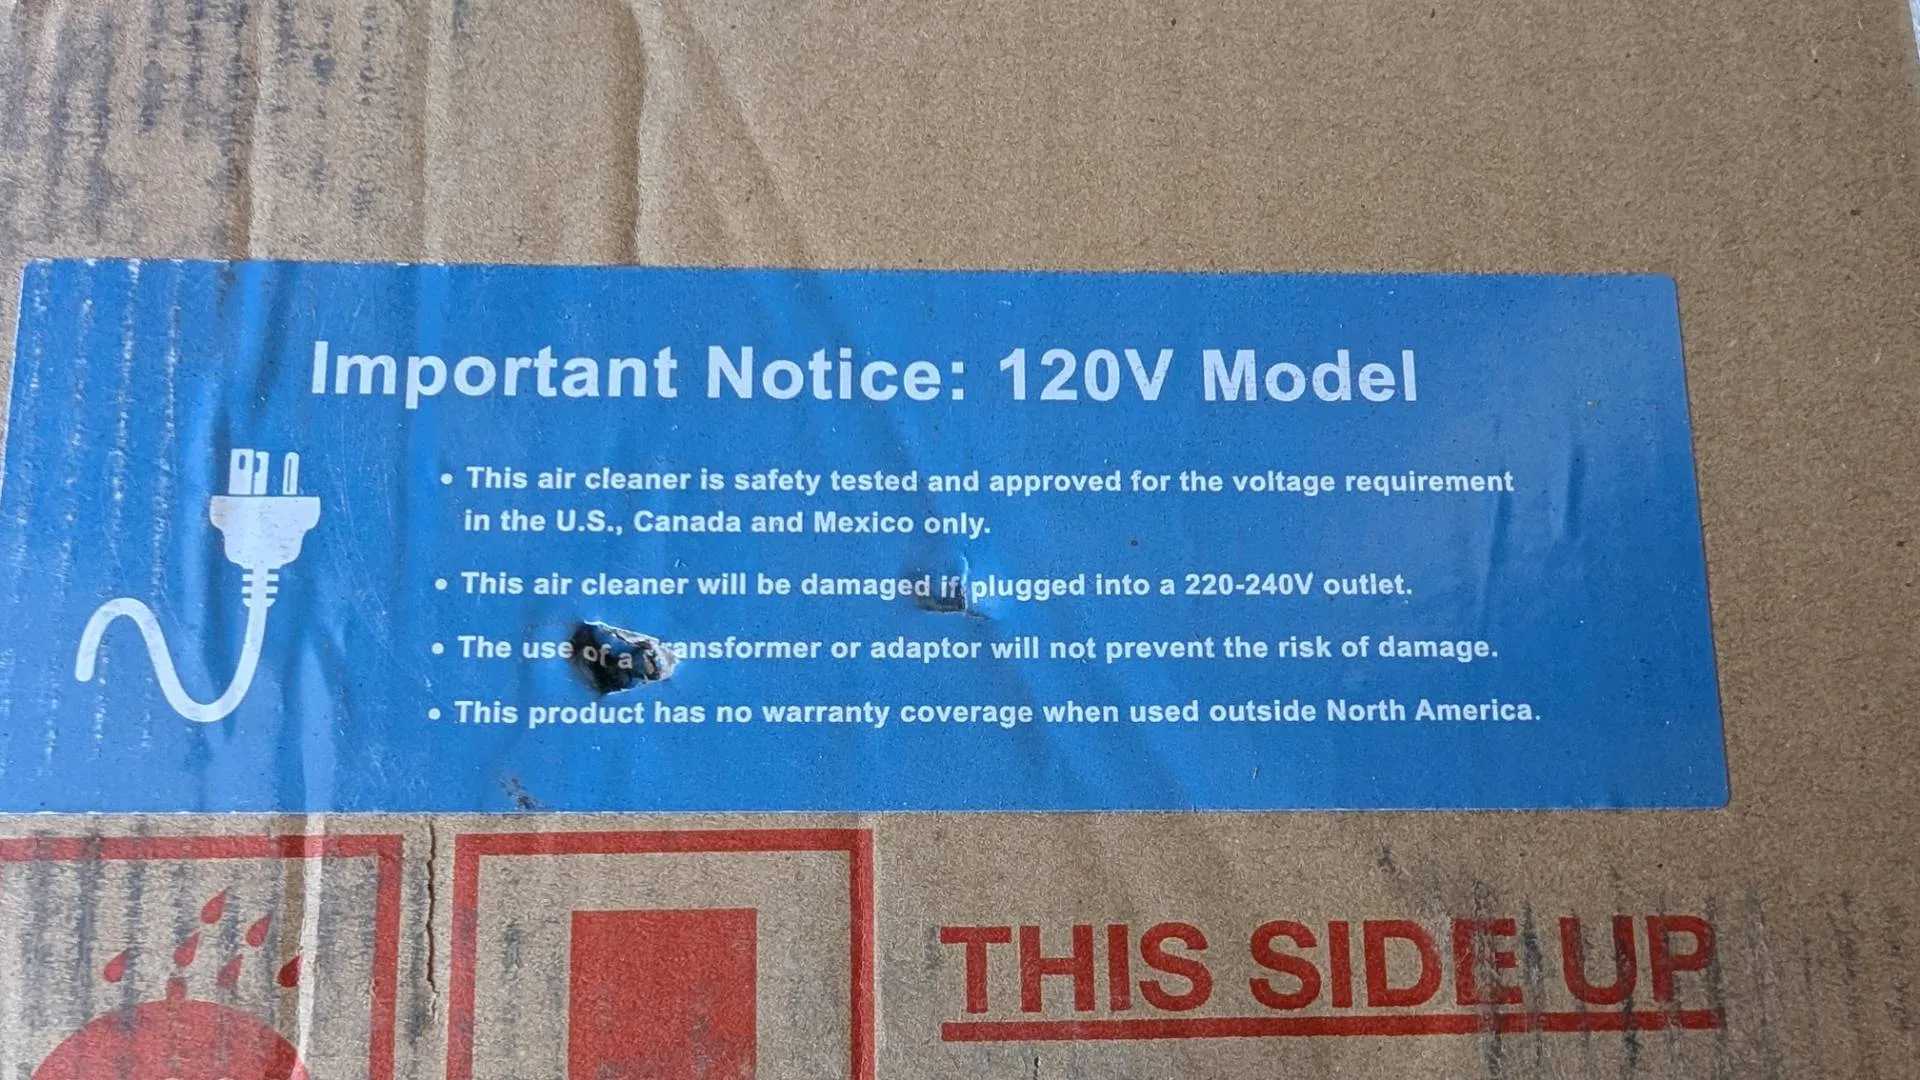 Important Notice: 120V Model
• This air cleaner is safety tested and approved for the voltage requirement
in the U.S., Canada and Mexico only.
• This air cleaner will be damaged if plugged into a 220-240V outlet.
• The use of a transformer or adaptor will not prevent the risk of damage.
• This product has no warranty coverage when used outside North America.
THIS SIDE UP